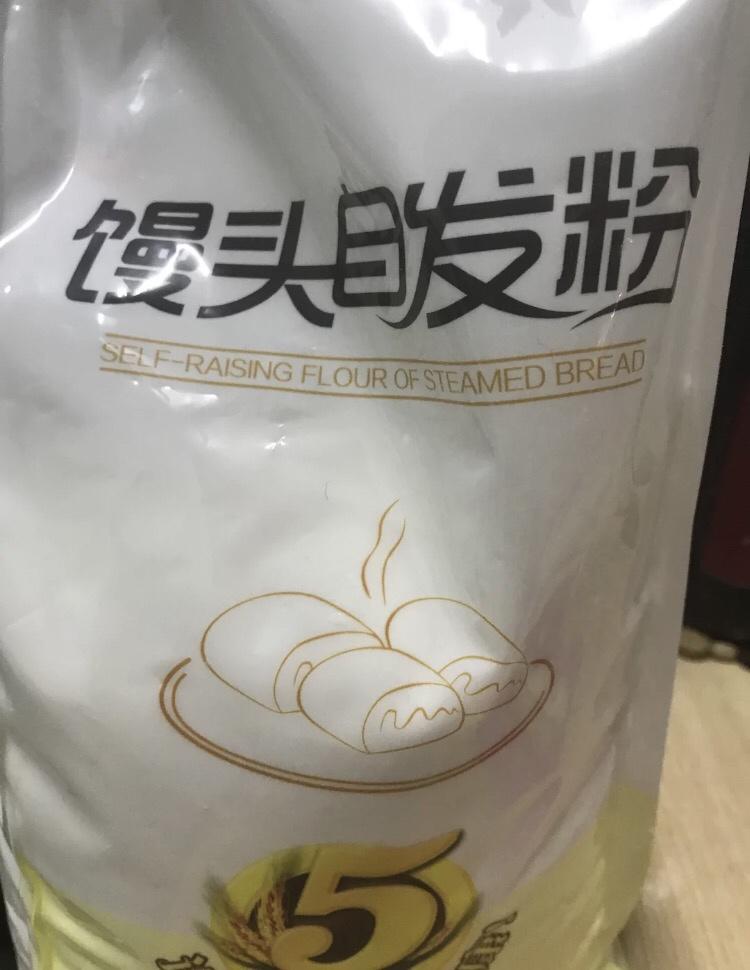 馒头自发粉
SELF-RAISING FLOUR OF STEAMED BREAD
5